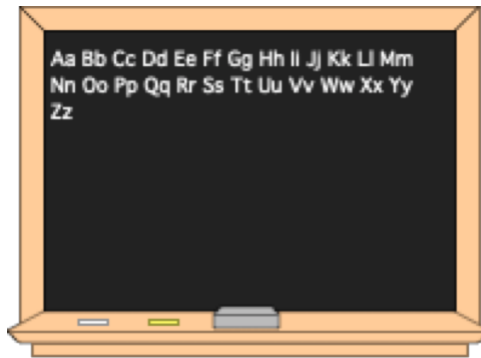 Aa Bb Cc Dd Ee Ff Gg Hh Ii Jj Kk Ll Mm
Nn Oo Pp Qq Rr Ss Tt Uu Vv Ww Xx Yy
Zz